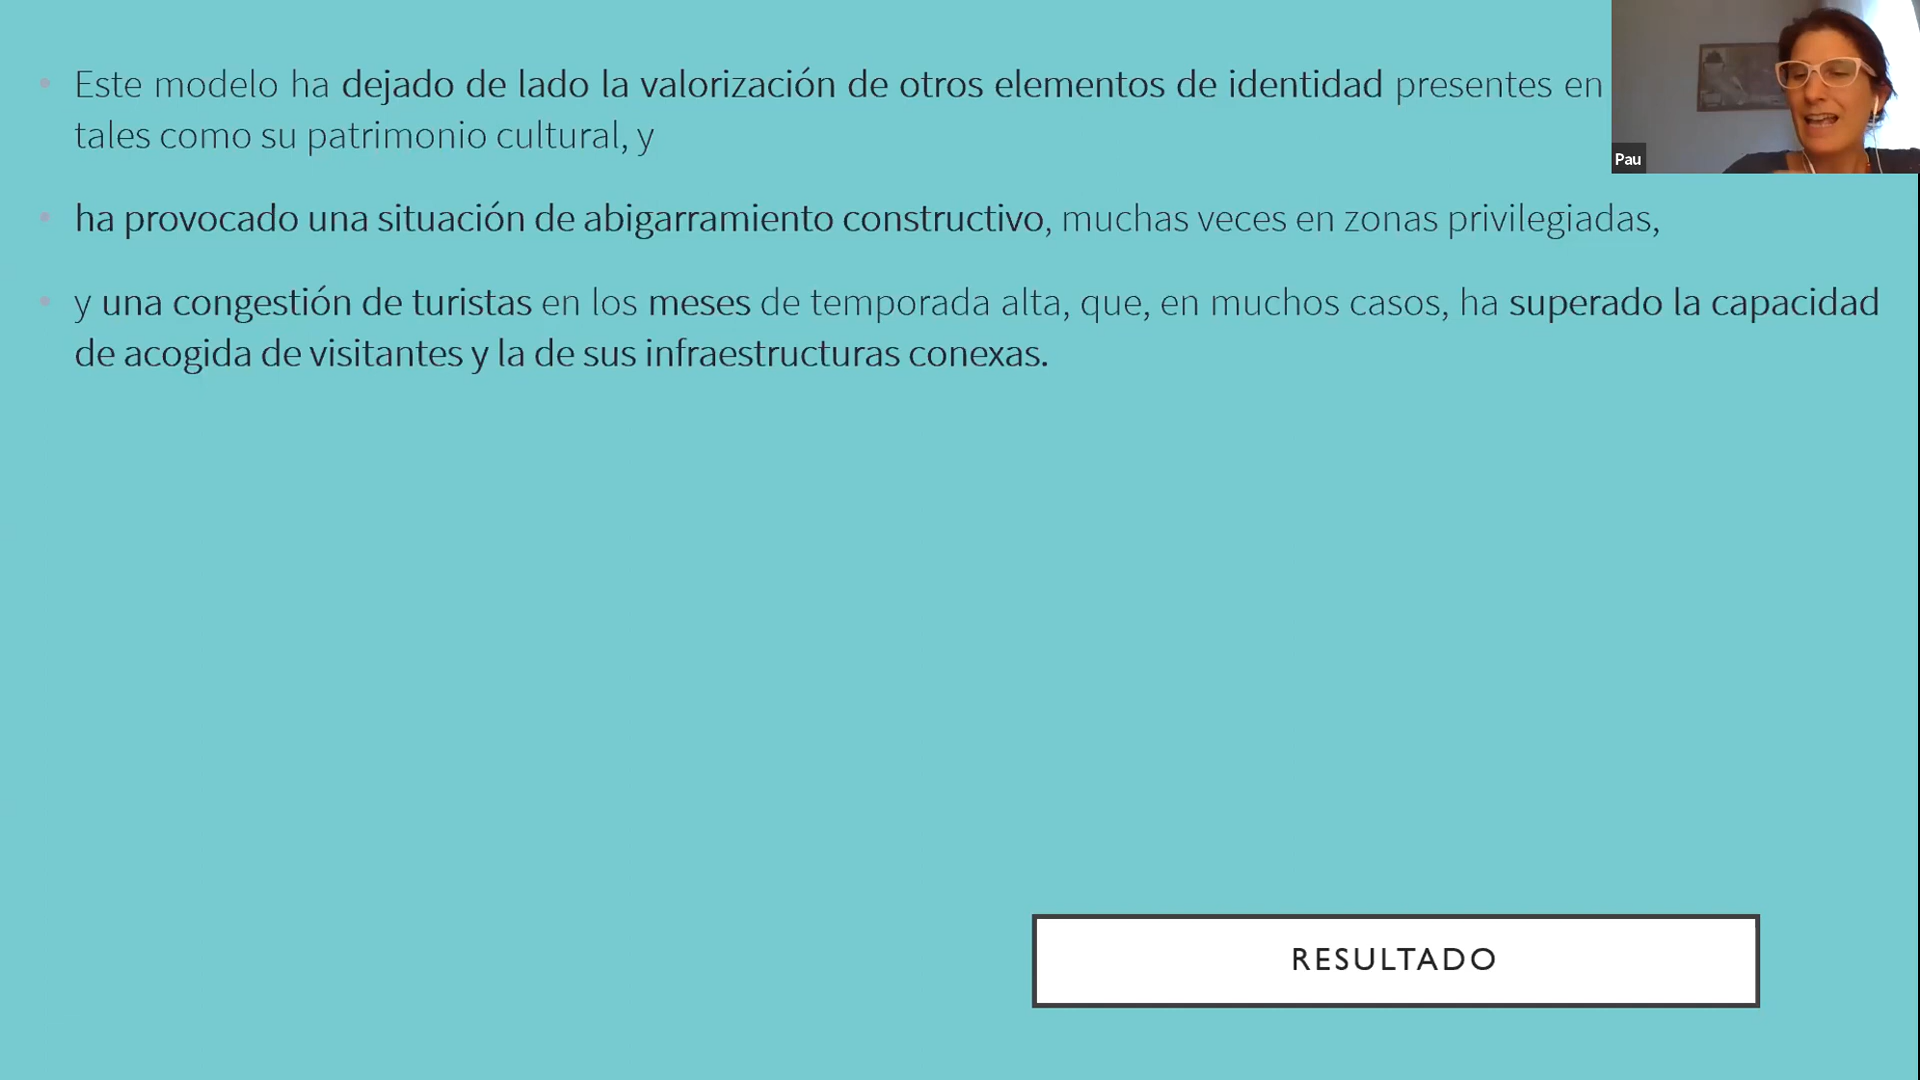 Este modelo ha dejado de lado la valorización de otros elementos de identidad presentes en
tales como su patrimonio cultural, y
ha provocado una situación de abigarramiento constructivo, muchas veces en zonas privilegiadas,
y una congestión de turistas en los meses de temporada alta, que, en muchos casos, ha superado la capacidad
de acogida de visitantes y la de sus infraestructuras conexas.
Pau
RESULTADO